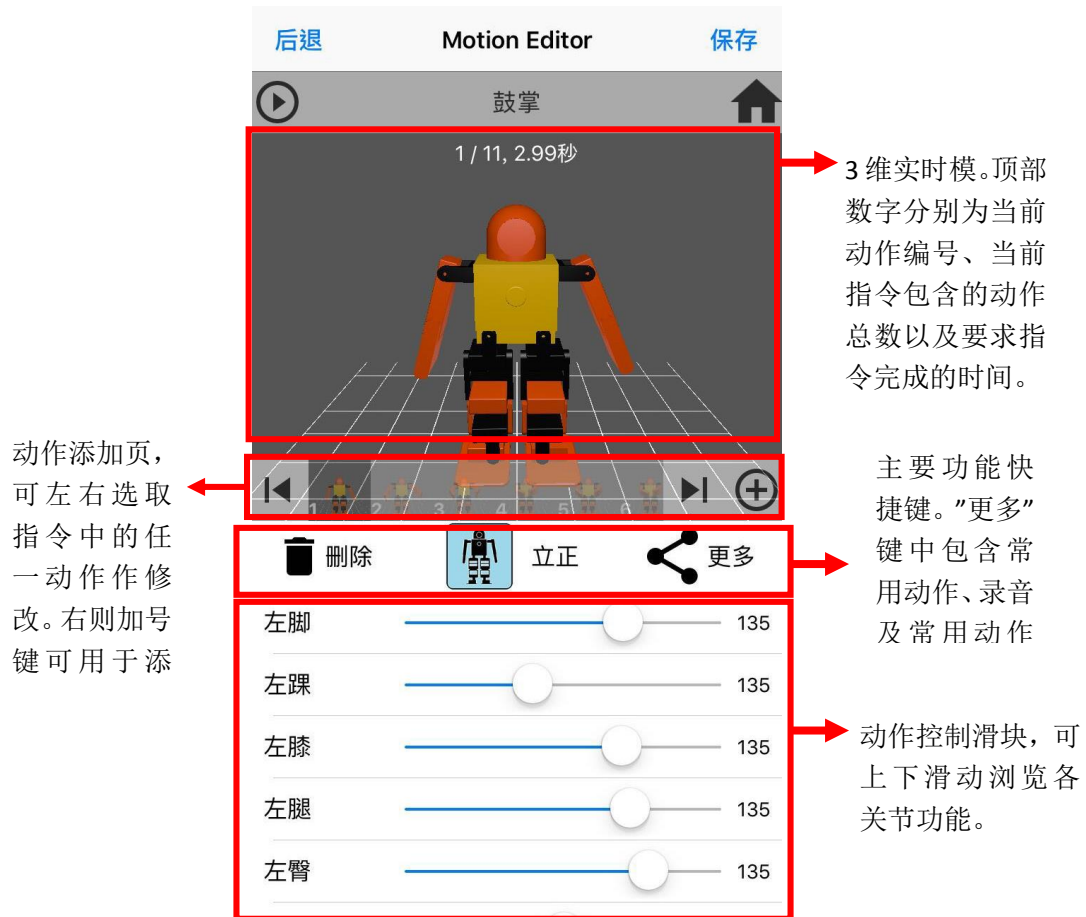 后退 Motion Editor 保存
鼓掌
1 / 11, 2.99秒
3 维实时模。顶部
数字分别为当前
动作编号、当前
指令包含的动作
总数以及要求指
令完成的时间。
动作添加页,
可左右选取
指令中的任
一动作作修
改。右则加号
键可用于添
1 2 3 4 5 6
主要功能快
捷键。”更多”
键中包含常
用动作、录音
及常用动作
删除 立正 更多
左脚 135
左踝 135
左膝 135
左腿 135
左臀 135
动作控制滑块，可
上下滑动浏览各
关节功能。